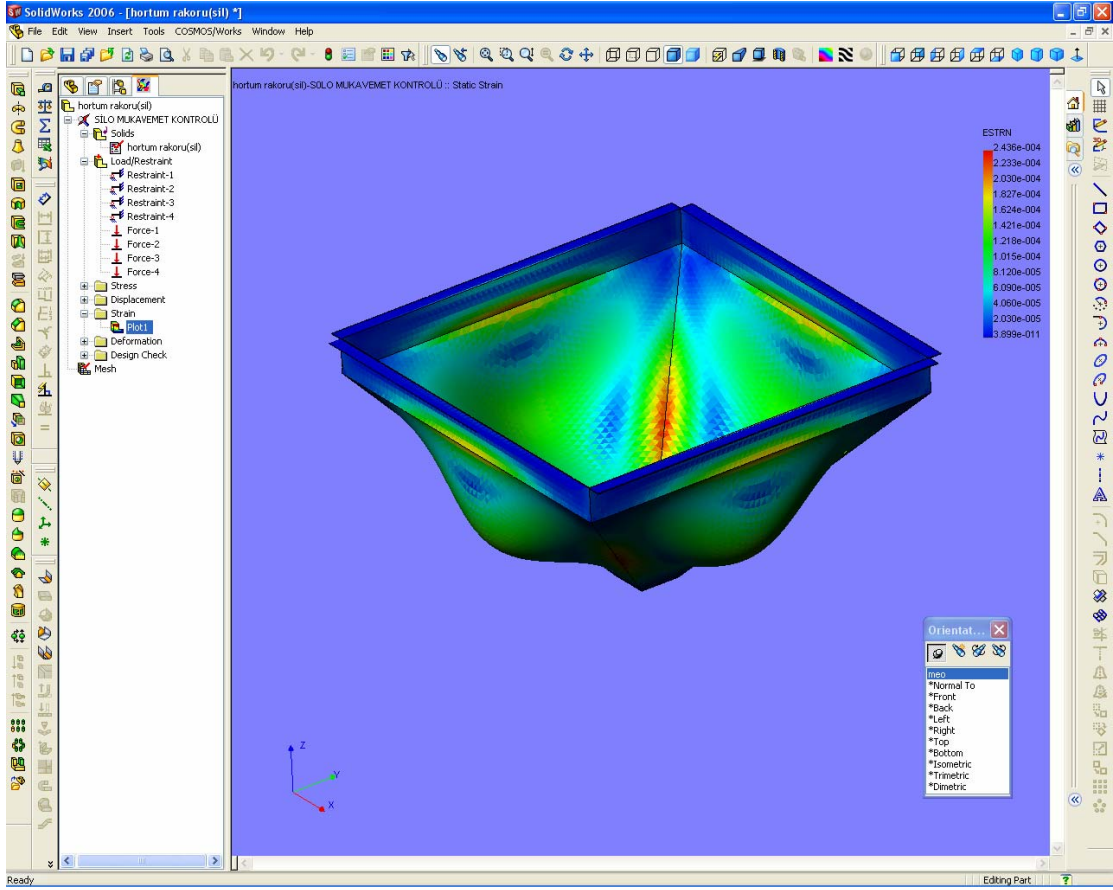 SolidWorks 2006 - [hortum rakoru(sil) *]
File Edit View Insert Tools COSMOS/Works Window Help
hortum rakoru(sil)
SİLO MUKAVEMET KONTROLÜ
Solids
hortum rakoru(sil)
Load/Restraint
Restraint-1
Restraint-2
Restraint-3
Restraint-4
Force-1
Force-2
Force-3
Force-4
Stress
Displacement
Strain
Plot1
Deformation
Design Check
Mesh
hortum rakoru(sil)-S0LO MUKAVEMET KONTROLÜ :: Static Strain
ESTRN
2.436e-004
2.233e-004
2.030e-004
1.827e-004
1.624e-004
1.421e-004
1.218e-004
1.015e-004
8.120e-005
6.090e-005
4.060e-005
2.030e-005
3.899e-011
Z
Y
X
Orientat...
meo
*Normal To
*Front
*Back
*Left
*Right
*Top
*Bottom
*Isometric
*Trimetric
*Dimetric
Ready
Editing Part